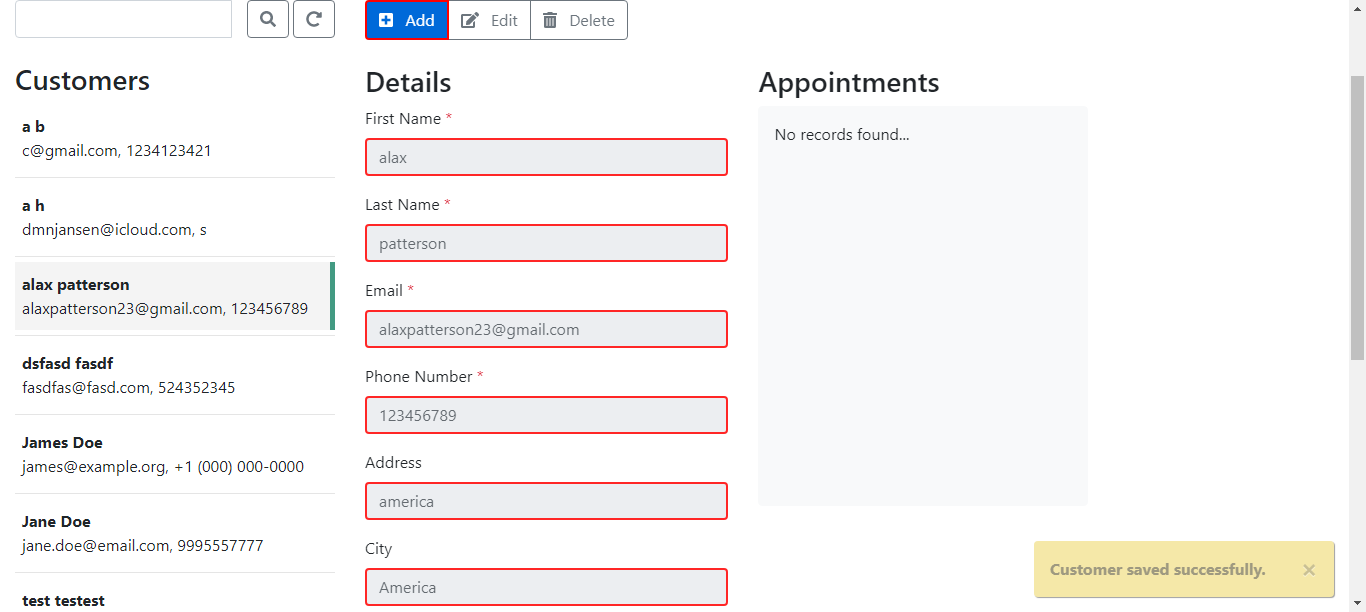 Add Edit Delete
Customers
a b
c@gmail.com, 1234123421
a h
dmnjansen@icloud.com, s
alax patterson
alaxpatterson23@gmail.com, 123456789
dsfasd fasdf
fasdfas@fasd.com, 524352345
James Doe
james@example.org, +1 (000) 000-0000
Jane Doe
jane.doe@email.com, 9995557777
test testest
Details
First Name *
alax
Last Name *
patterson
Email *
alaxpatterson23@gmail.com
Phone Number *
123456789
Address
america
City
America
Appointments
No records found...
Customer saved successfully. ×